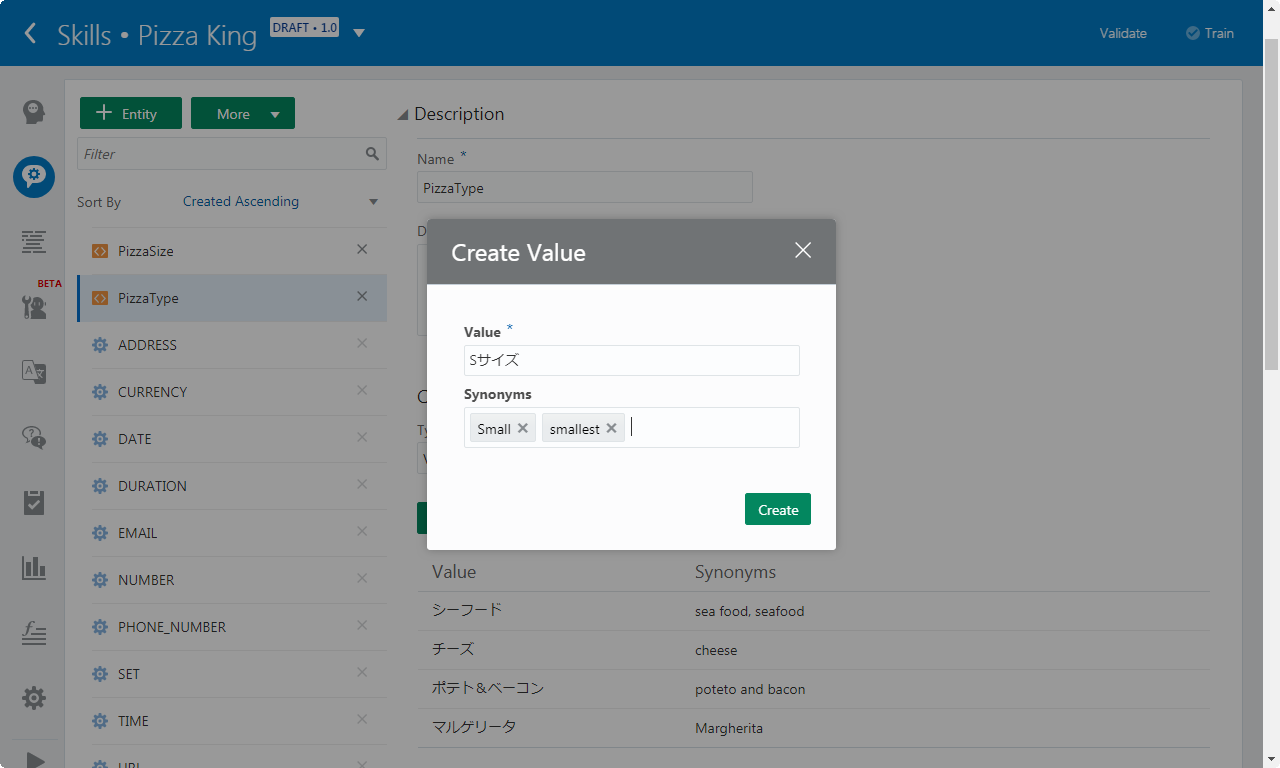 Skills • Pizza King DRAFT • 1.0
Validate
Train
BETA
Entity
More
Filter
Sort By Created Ascending
PizzaSize
PizzaType
ADDRESS
CURRENCY
DATE
DURATION
EMAIL
NUMBER
PHONE_NUMBER
SET
TIME
Description
Name *
PizzaType
Create Value
Value *
Sサイズ
Synonyms
Small smallest
Create
Value Synonyms
シーフード sea food, seafood
チーズ cheese
ポテト＆ベーコン poteto and bacon
マルゲリータ Margherita